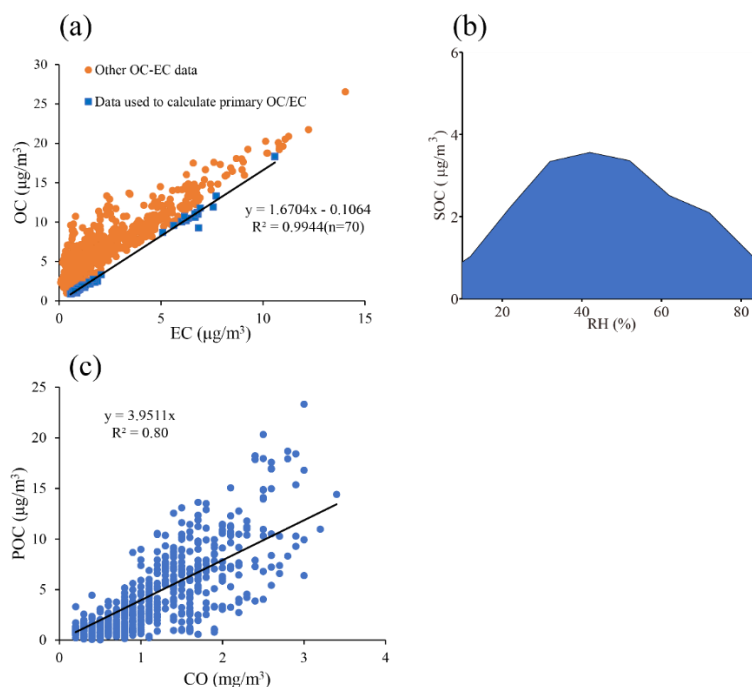 (a)
30
25
20
15
10
5
0
OC (μg/m³)
Other OC-EC data
Data used to calculate primary OC/EC
y = 1.6704x - 0.1064
R² = 0.9944(n=70)
0 5 10 15
EC (μg/m³)
(b)
6
4
2
0
SOC ( μg/m³)
20 40 60 80
RH (%)
(c)
25
20
15
10
5
0
POC (μg/m³)
y = 3.9511x
R² = 0.80
0 1 2 3 4
CO (mg/m³)